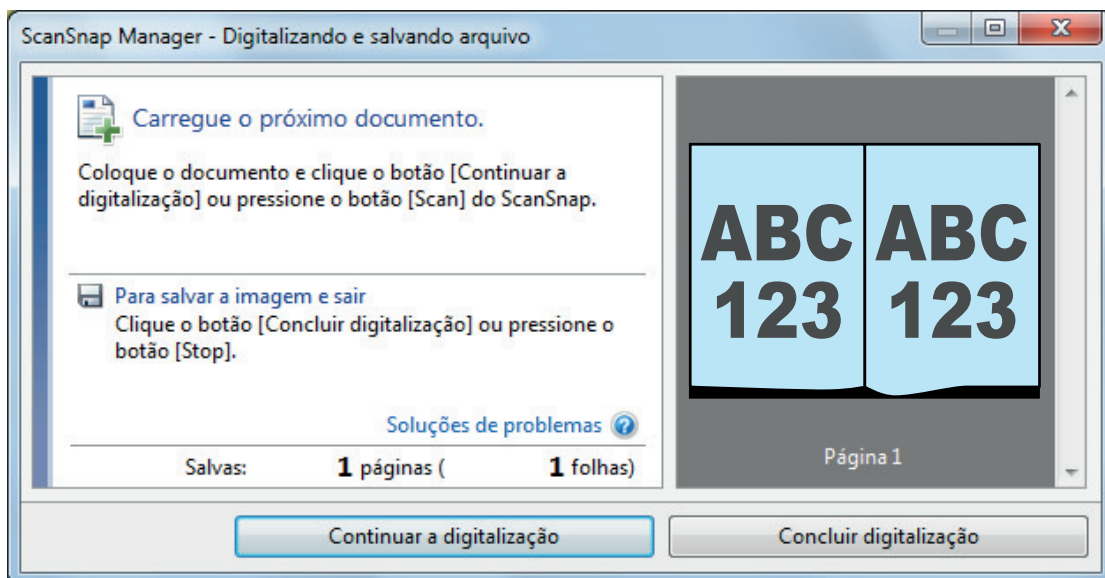 ScanSnap Manager - Digitalizando e salvando arquivo
Carregue o próximo documento.
Coloque o documento e clique o botão [Continuar a
digitalização] ou pressione o botão [Scan] do ScanSnap.
Para salvar a imagem e sair
Clique o botão [Concluir digitalização] ou pressione o
botão [Stop].
Soluções de problemas
Salvas: 1 páginas ( 1 folhas)
ABC ABC
123 123
Página 1
Continuar a digitalização
Concluir digitalização